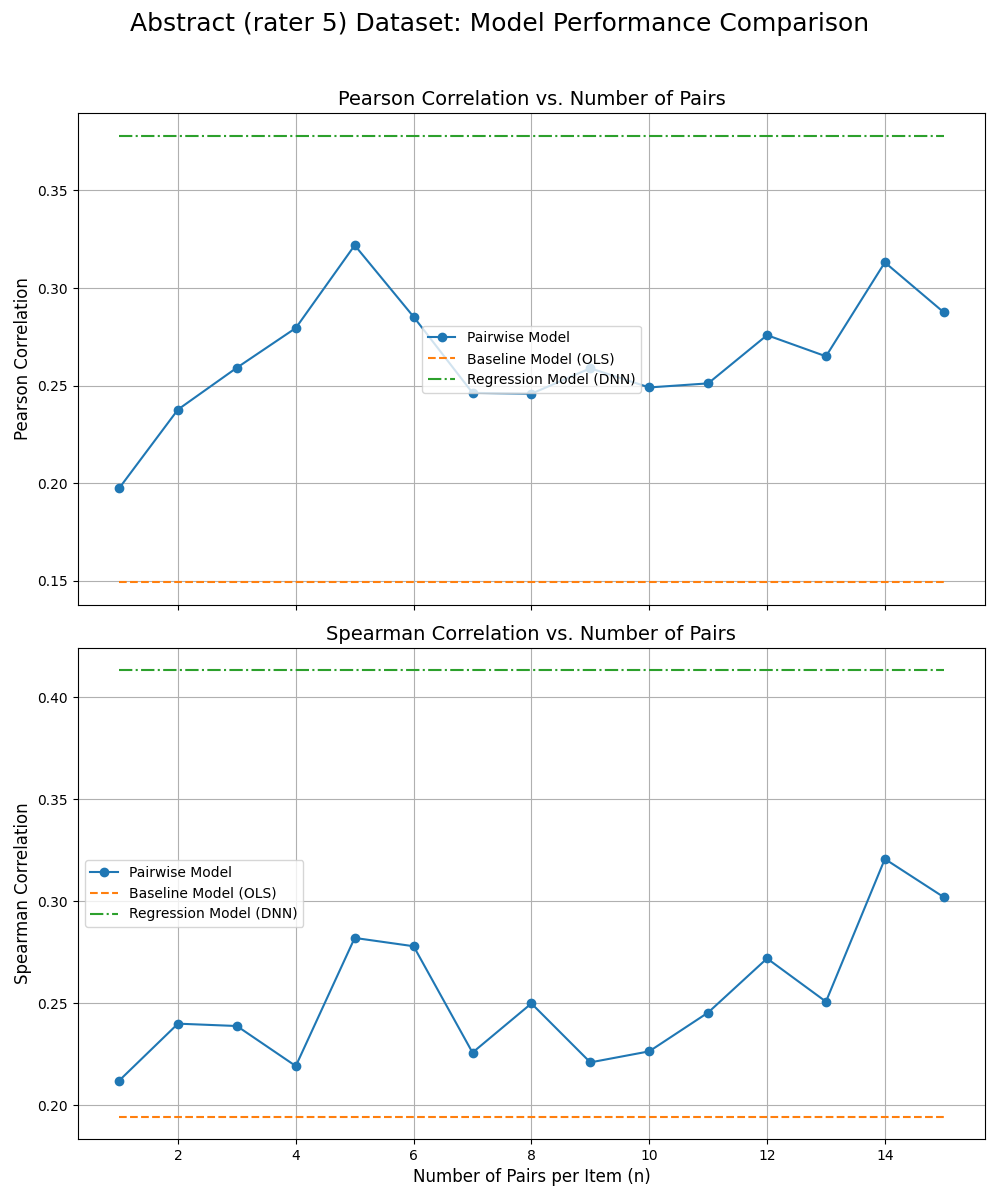 Abstract (rater 5) Dataset: Model Performance Comparison
Pearson Correlation vs. Number of Pairs
Pearson Correlation
0.35
0.30
0.25
0.20
0.15
Pairwise Model
Baseline Model (OLS)
Regression Model (DNN)
Spearman Correlation vs. Number of Pairs
Spearman Correlation
0.40
0.35
0.30
0.25
0.20
Pairwise Model
Baseline Model (OLS)
Regression Model (DNN)
2 4 6 8 10 12 14
Number of Pairs per Item (n)